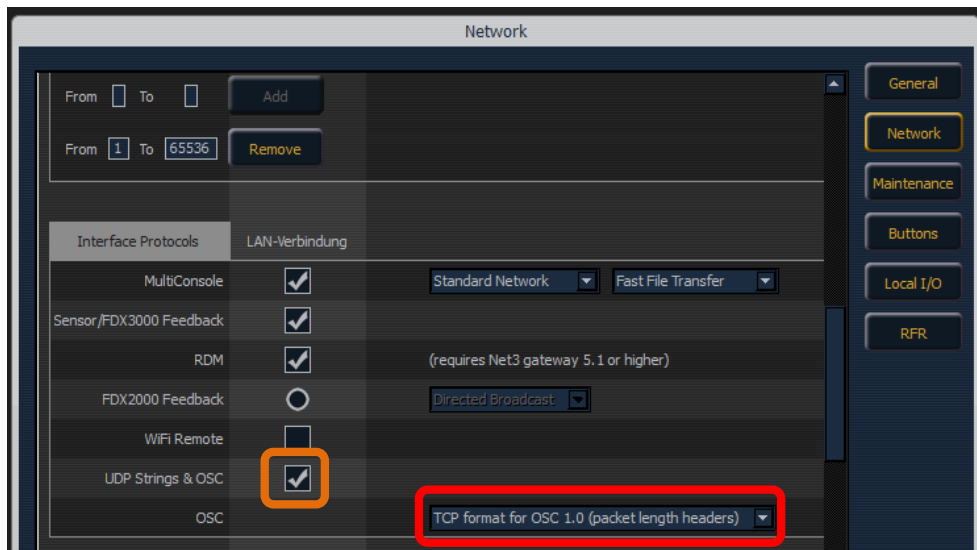 Network
From To Add
From 1 To 65536 Remove
Interface Protocols LAN-Verbindung
MultiConsole Standard Network Fast File Transfer
Sensor/FDX3000 Feedback
RDM (requires Net3 gateway 5.1 or higher)
FDX2000 Feedback Directed Broadcast
WiFi Remote
UDP Strings & OSC
OSC TCP format for OSC 1.0 (packet length headers)
General
Network
Maintenance
Buttons
Local I/O
RFR